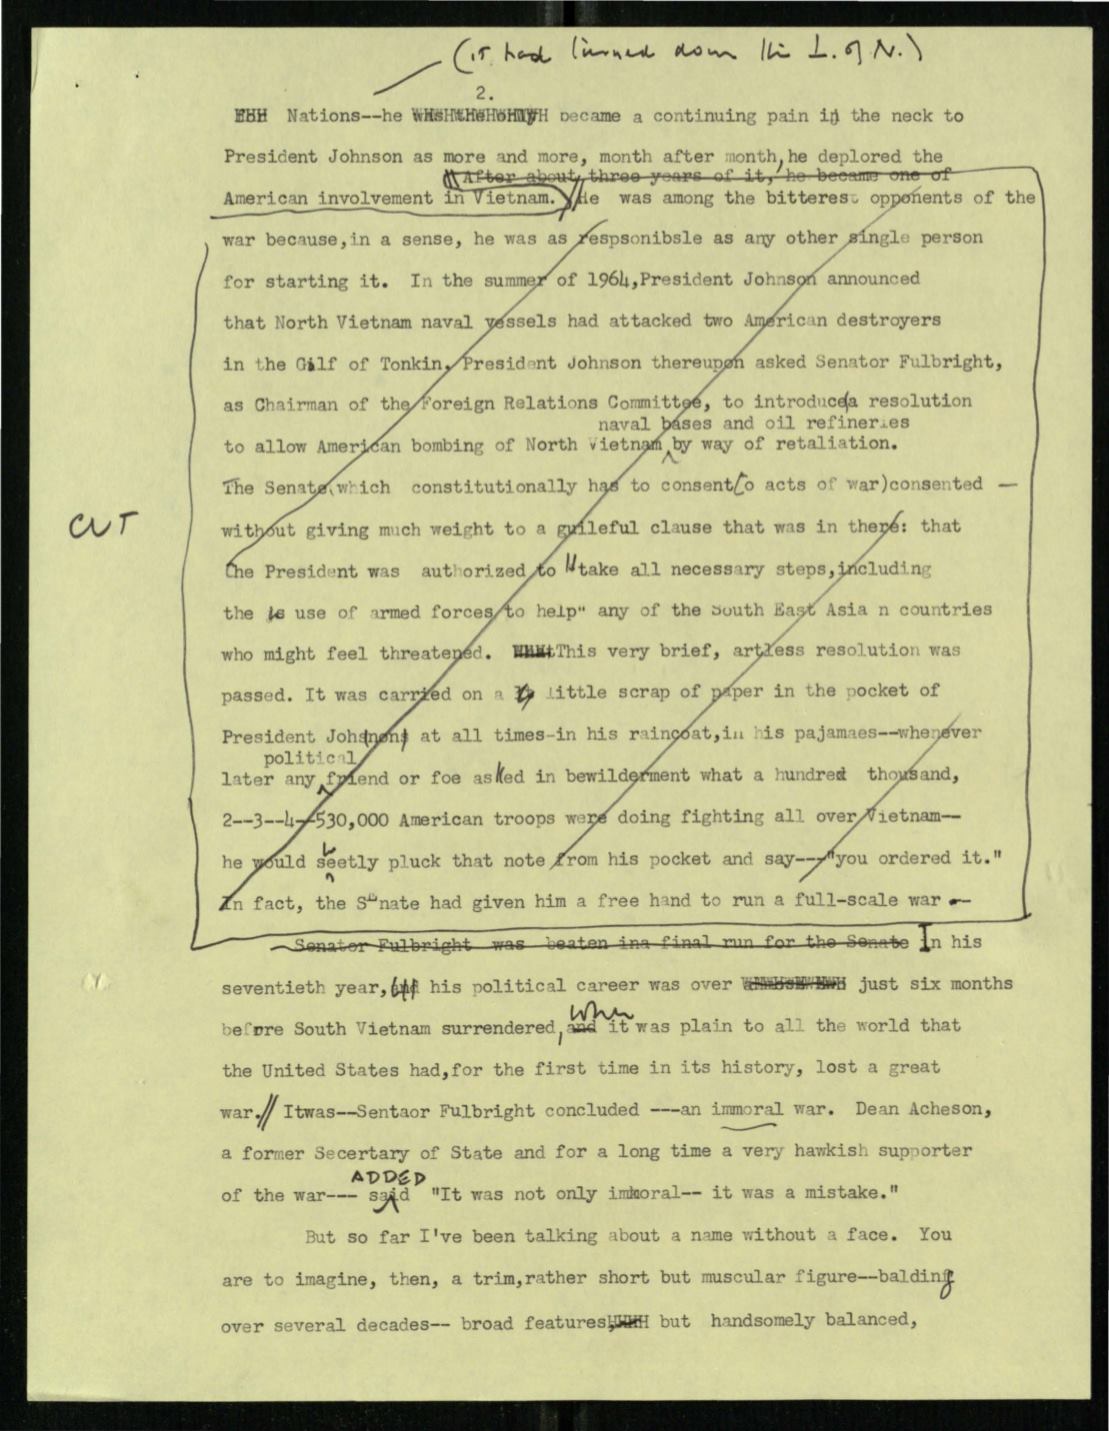 (it had turned down the L. of N.)
2.
Nations--he became a continuing pain in the neck to
President Johnson as more and more, month after month, he deplored the
After about three years of it, he became one of
American involvement in Vietnam. // He was among the bitterest opponents of the
war because, in a sense, he was as respsonibsle as any other single person
for starting it. In the summer of 1964, President Johnson announced
that North Vietnam naval vessels had attacked two American destroyers
in the Gulf of Tonkin. President Johnson thereupon asked Senator Fulbright,
as Chairman of the Foreign Relations Committee, to introduce a resolution
naval bases and oil refineries
to allow American bombing of North Vietnam by way of retaliation.
The Senate (which constitutionally has to consent to acts of war) consented —
CUT
without giving much weight to a guileful clause that was in there: that
the President was authorized to "take all necessary steps, including
the use of armed forces to help" any of the South East Asia n countries
who might feel threatened. This very brief, artless resolution was
passed. It was carried on a little scrap of paper in the pocket of
President Johsnons at all times-in his raincoat, in his pajamaes--whenever
political
later any friend or foe asked in bewilderment what a hundred thousand,
2--3--4--530,000 American troops were doing fighting all over Vietnam--
he would seetly pluck that note from his pocket and say---"you ordered it."
In fact, the Senate had given him a free hand to run a full-scale war --
Senator Fulbright was beaten ina final run for the Senate In his
seventieth year, and his political career was over just six months
when
before South Vietnam surrendered, and it was plain to all the world that
the United States had, for the first time in its history, lost a great
war. // Itwas--Sentaor Fulbright concluded ---an immoral war. Dean Acheson,
a former Secertary of State and for a long time a very hawkish supporter
ADDED
of the war--- said "It was not only immoral-- it was a mistake."
But so far I've been talking about a name without a face. You
are to imagine, then, a trim, rather short but muscular figure--balding
over several decades-- broad features, but handsomely balanced,